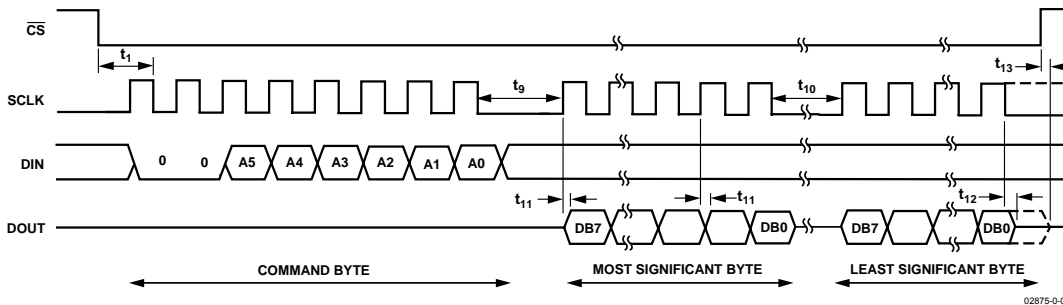 CS
t1
t13
SCLK
t9
t10
DIN
0 0 A5 A4 A3 A2 A1 A0
t11
t11
t12
DOUT
DB7 DB0 DB7 DB0
COMMAND BYTE MOST SIGNIFICANT BYTE LEAST SIGNIFICANT BYTE